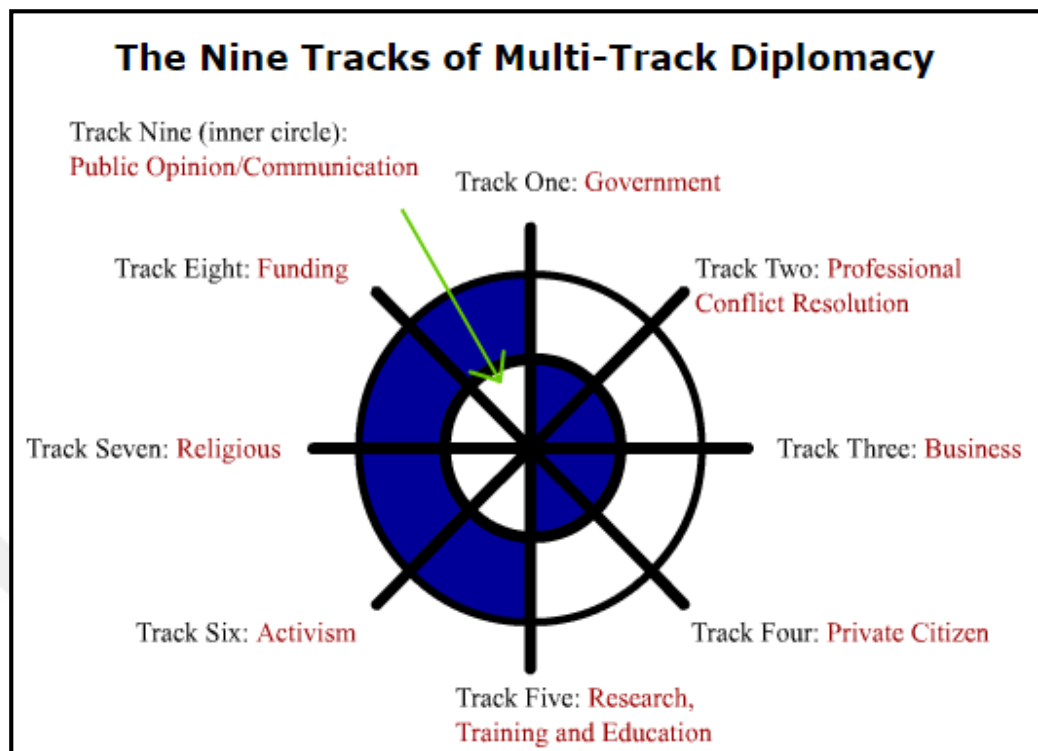 The Nine Tracks of Multi-Track Diplomacy
Track Nine (inner circle):
Public Opinion/Communication
Track One: Government
Track Two: Professional
Conflict Resolution
Track Three: Business
Track Four: Private Citizen
Track Five: Research,
Training and Education
Track Six: Activism
Track Seven: Religious
Track Eight: Funding